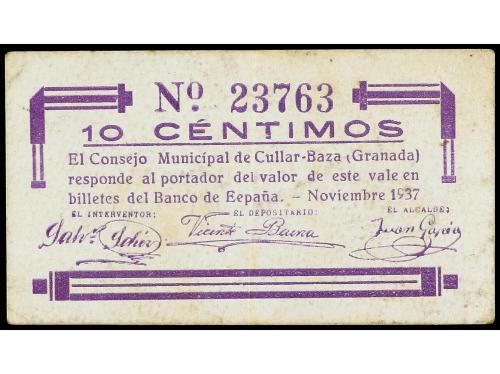 Nº 23763
10 CÉNTIMOS
El Consejo Municipal de Cullar-Baza (Granada)
responde al portador del valor de este vale en
billetes del Banco de Eepaña. - Noviembre 1937
EL INTERVENTOR: EL DEPOSITARIO: EL ALCALDE:
Vicente Juan García